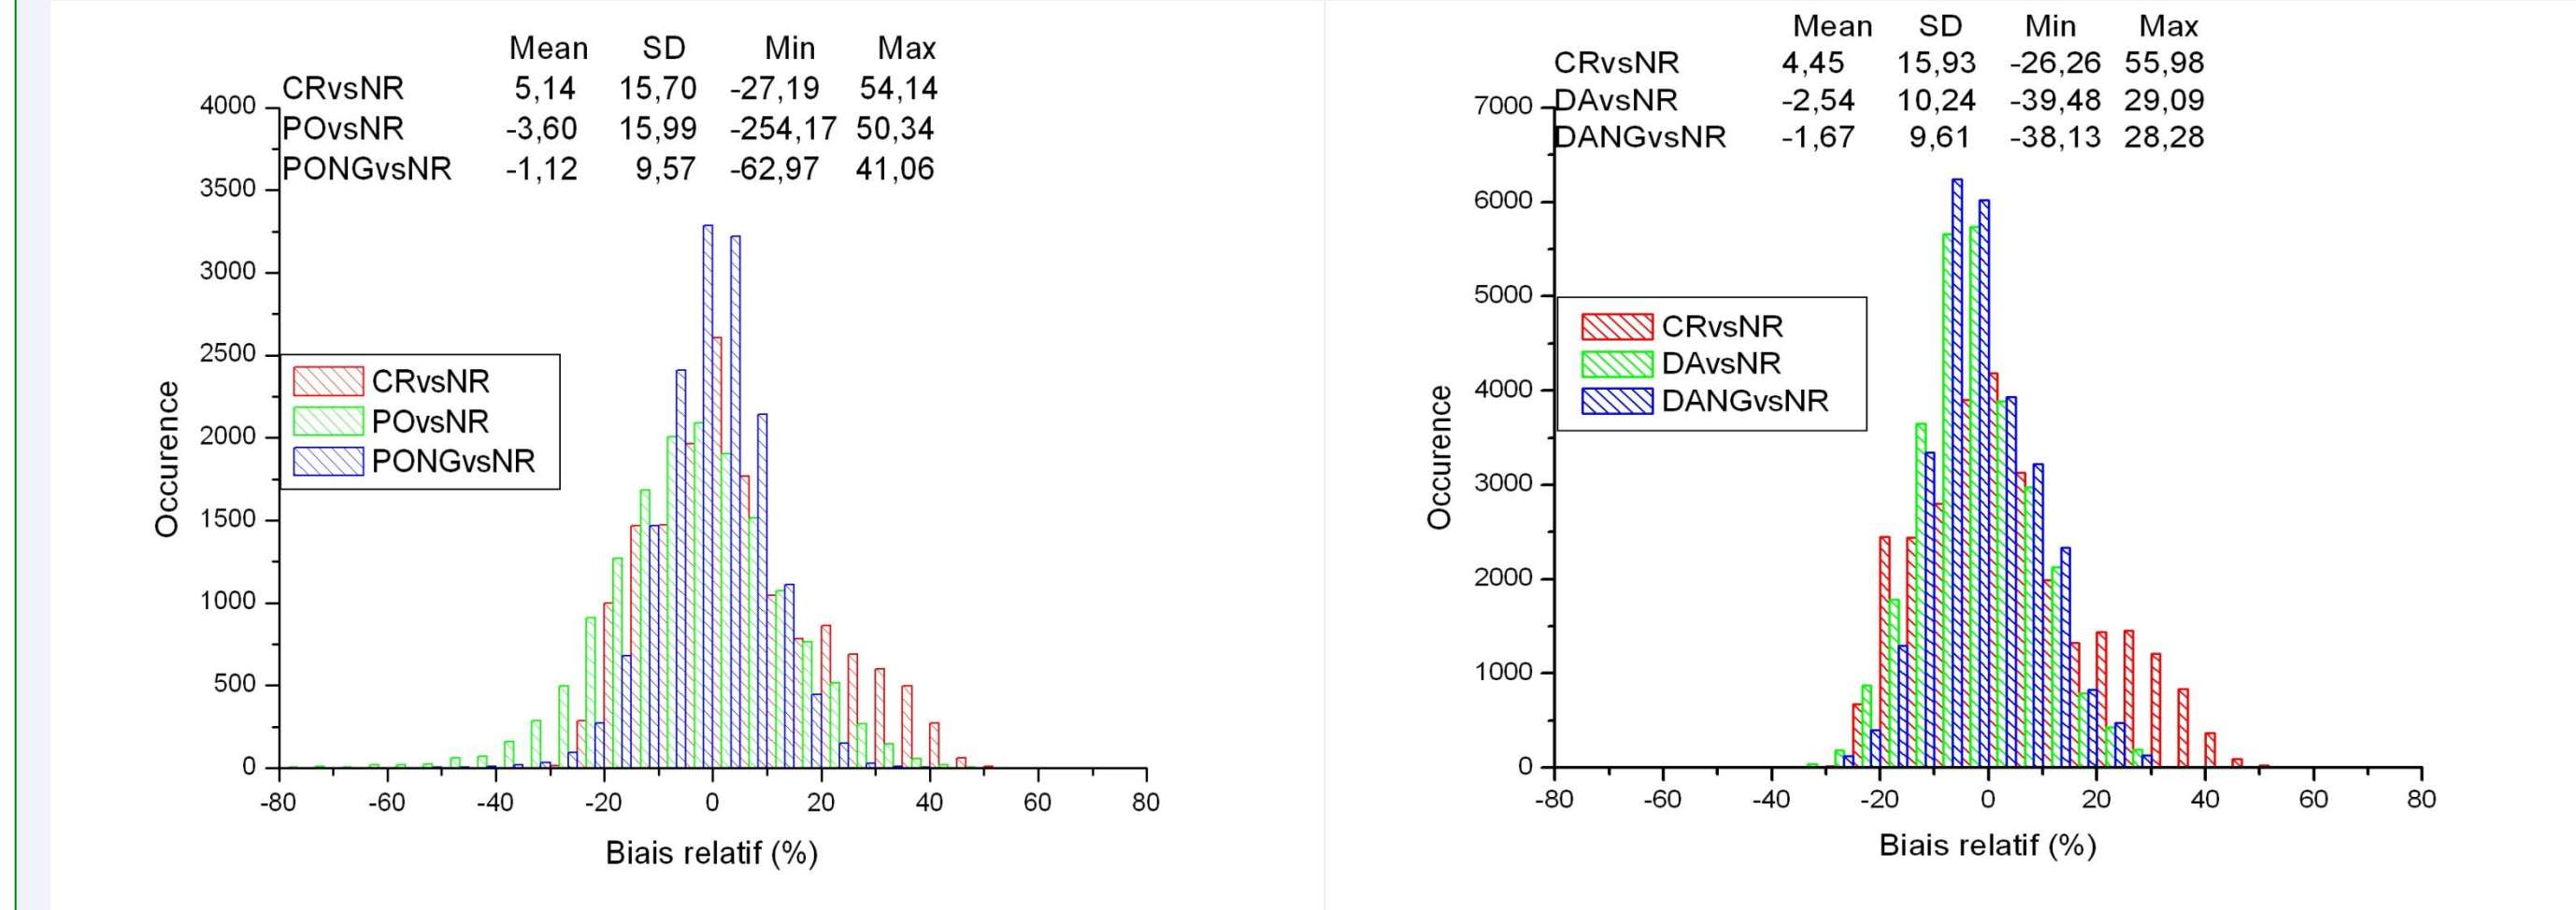 Mean SD Min Max
CRvsNR 5,14 15,70 -27,19 54,14
POvsNR -3,60 15,99 -254,17 50,34
PONGvsNR -1,12 9,57 -62,97 41,06
4000
3500
3000
2500
2000
1500
1000
500
0
Occurence
CRvsNR
POvsNR
PONGvsNR
-80 -60 -40 -20 0 20 40 60 80
Biais relatif (%)
Mean SD Min Max
CRvsNR 4,45 15,93 -26,26 55,98
DAvsNR -2,54 10,24 -39,48 29,09
DANGvsNR -1,67 9,61 -38,13 28,28
7000
6000
5000
4000
3000
2000
1000
0
Occurence
CRvsNR
DAvsNR
DANGvsNR
-80 -60 -40 -20 0 20 40 60 80
Biais relatif (%)